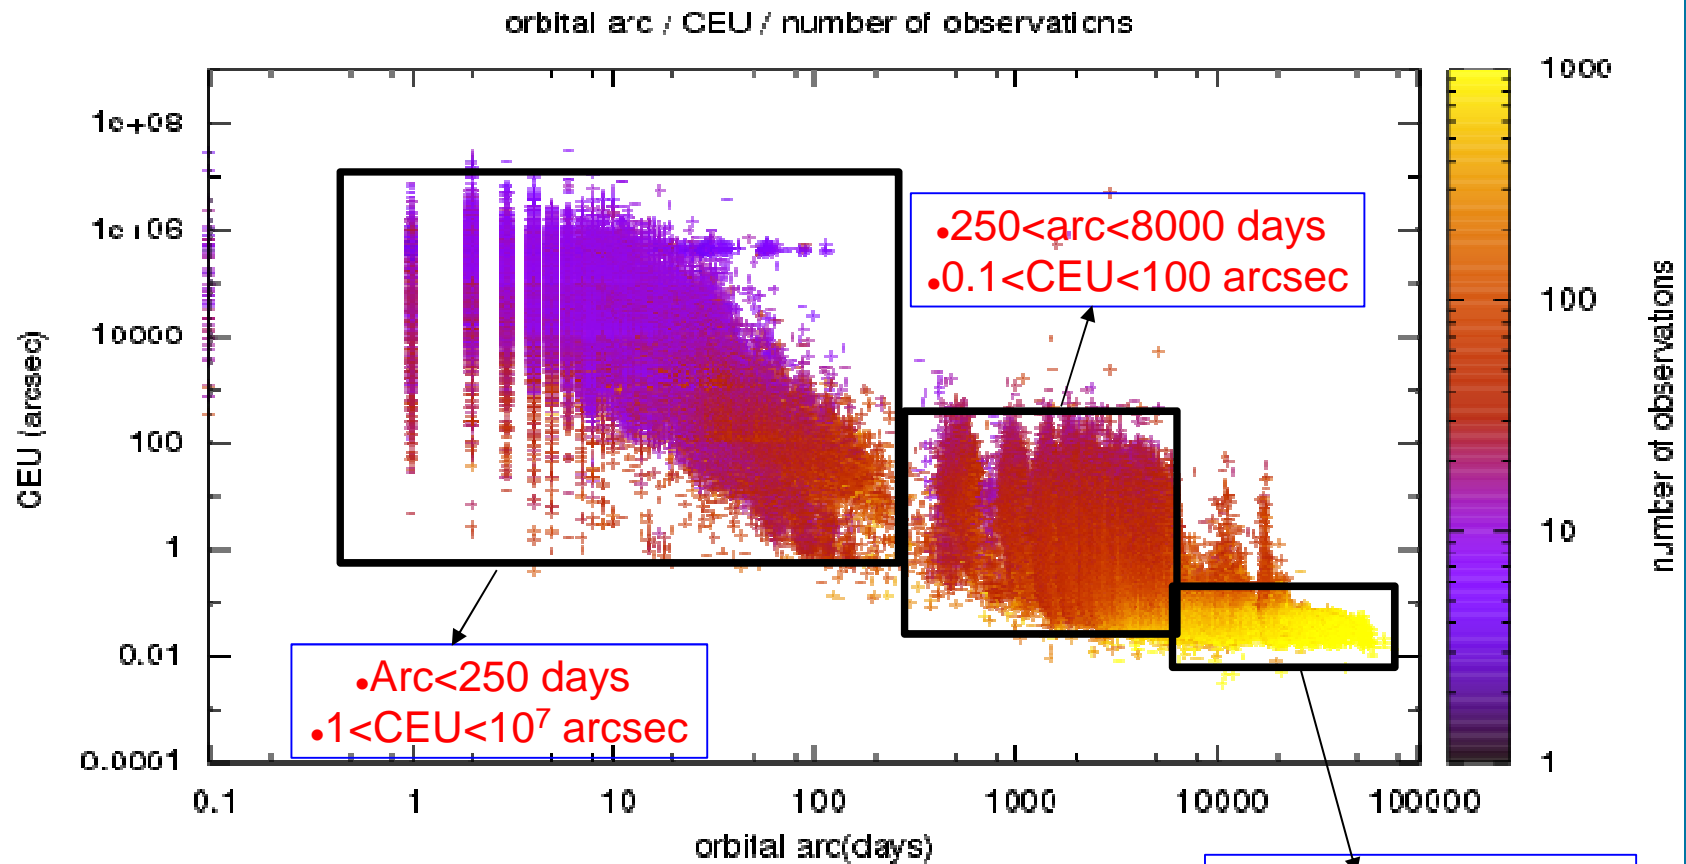 orbital arc / CEU / number of observations
1e+08
1e+06
10000
100
1
0.01
0.0001
CEU (arcsec)
0.1
1
10
100
1000
10000
100000
orbital arc(days)
1000
100
10
1
number of observations
•250<arc<8000 days
•0.1<CEU<100 arcsec
•Arc<250 days
•1<CEU<10⁷ arcsec